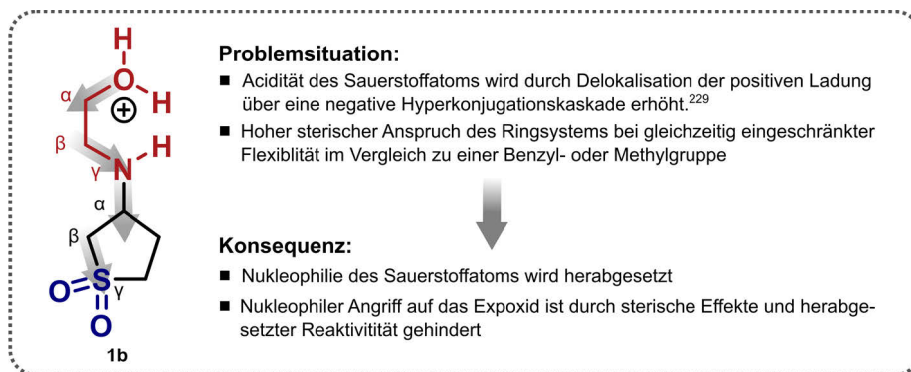 Problemsituation:
■ Acidität des Sauerstoffatoms wird durch Delokalisation der positiven Ladung
über eine negative Hyperkonjugationskaskade erhöht.229
■ Hoher sterischer Anspruch des Ringsystems bei gleichzeitig eingeschränkter
Flexiblität im Vergleich zu einer Benzyl- oder Methylgruppe
Konsequenz:
■ Nukleophilie des Sauerstoffatoms wird herabgesetzt
■ Nukleophiler Angriff auf das Expoxid ist durch sterische Effekte und herabge-
setzter Reaktivitität gehindert
H
O
H
α
+
β
H
γ
N
α
β
S
γ
O
O
1b